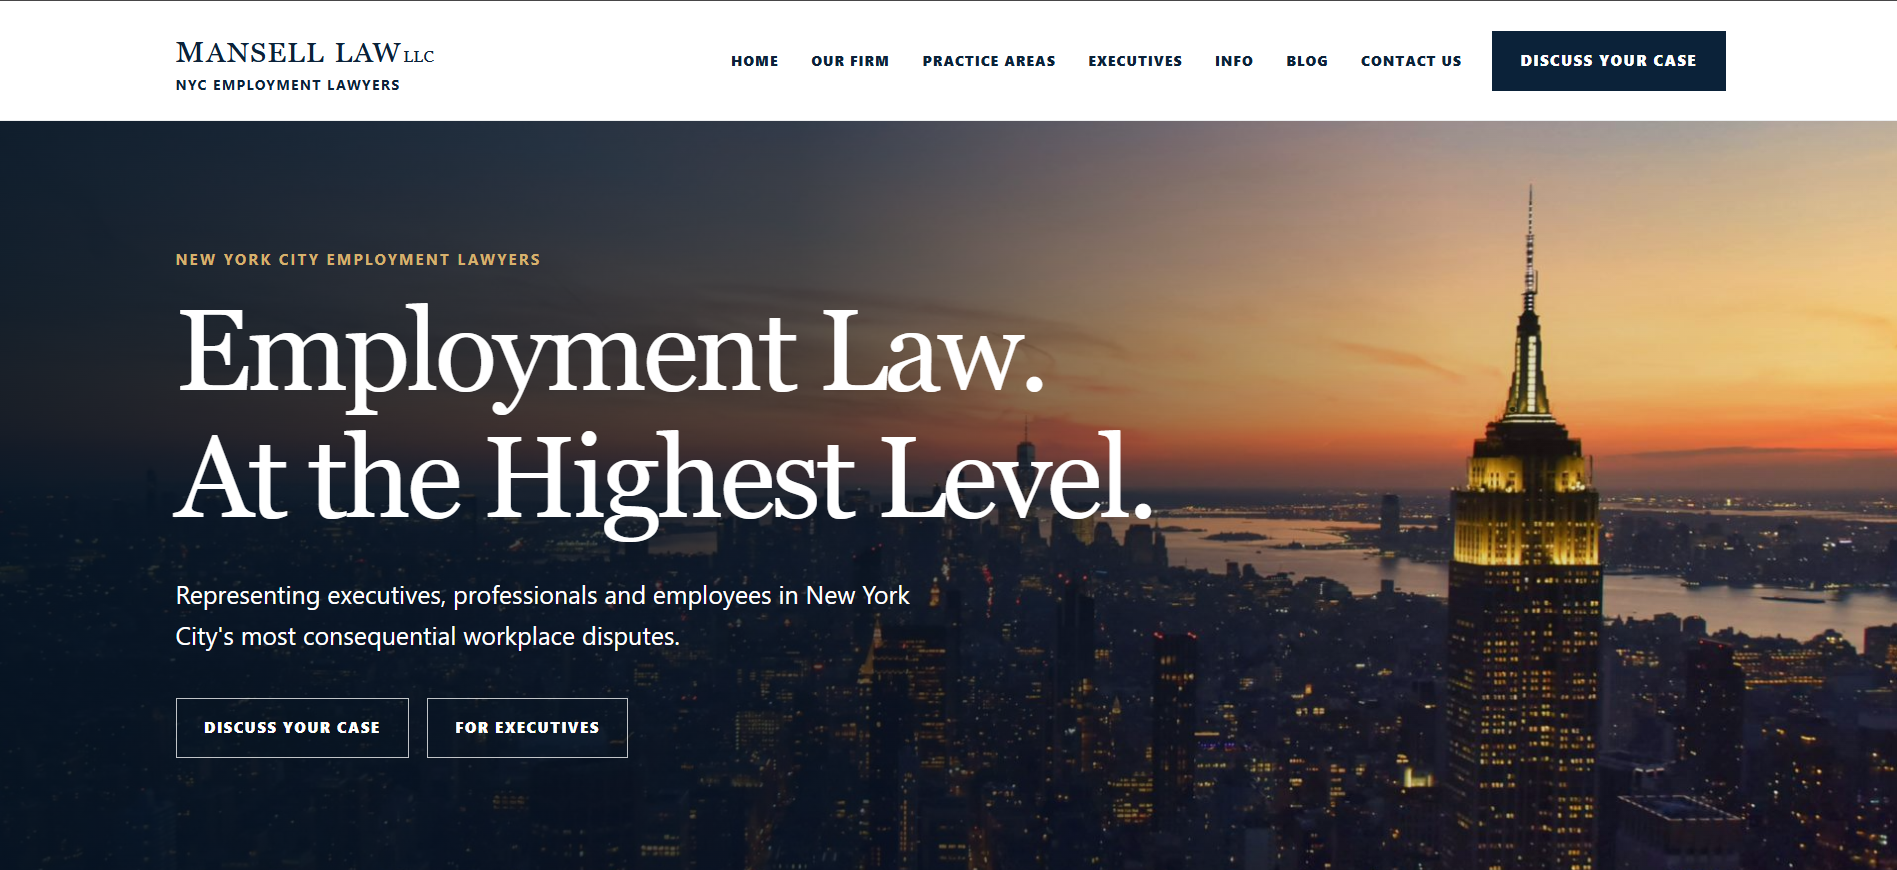 MANSELL LAW LLC
NYC EMPLOYMENT LAWYERS
HOME
OUR FIRM
PRACTICE AREAS
EXECUTIVES
INFO
BLOG
CONTACT US
DISCUSS YOUR CASE
NEW YORK CITY EMPLOYMENT LAWYERS
Employment Law.
At the Highest Level.
Representing executives, professionals and employees in New York
City's most consequential workplace disputes.
DISCUSS YOUR CASE
FOR EXECUTIVES